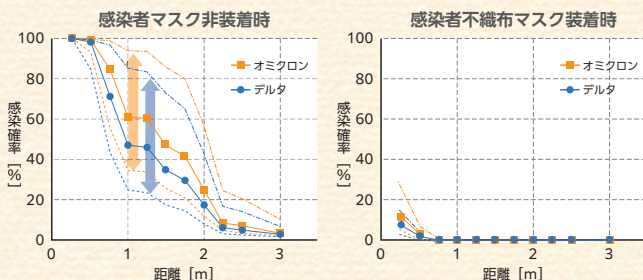 感染者マスク非装着時
100
80
60
40
20
0
感染確率[%]
オミクロン
デルタ
0
1
2
3
距離 [m]
感染者不織布マスク装着時
100
80
60
40
20
0
感染確率[%]
オミクロン
デルタ
0
1
2
3
距離 [m]